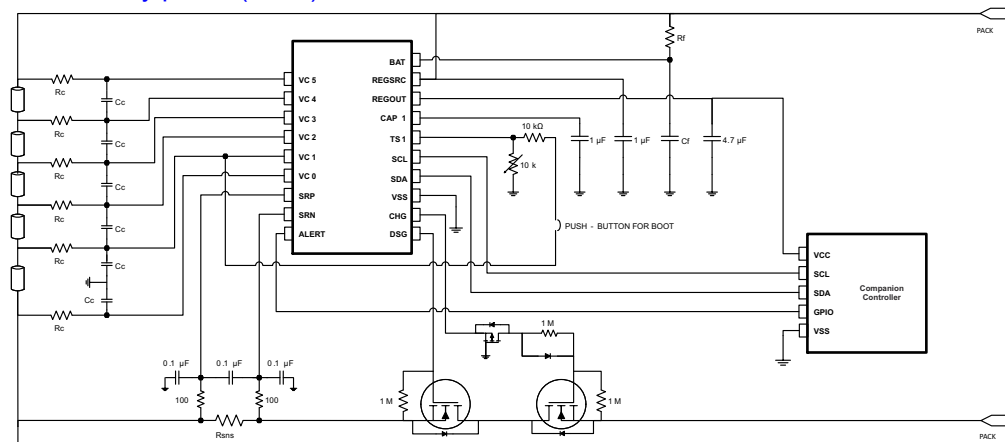 PACK
Rf
BAT
REGSRC
REGOUT
CAP 1
TS1
SCL
SDA
VSS
CHG
DSG
VC 5
VC 4
VC 3
VC 2
VC 1
VC 0
SRP
SRN
ALERT
Rc
Cc
Rc
Cc
Rc
Cc
Rc
Cc
Rc
Cc
Cc
Rc
10 kΩ
10 k
1 µF
1 µF
Cf
4.7 µF
PUSH - BUTTON FOR BOOT
VCC
SCL
SDA
GPIO
VSS
Companion
Controller
1 M
0.1 µF
0.1 µF
0.1 µF
100
100
1 M
1 M
Rsns
PACK